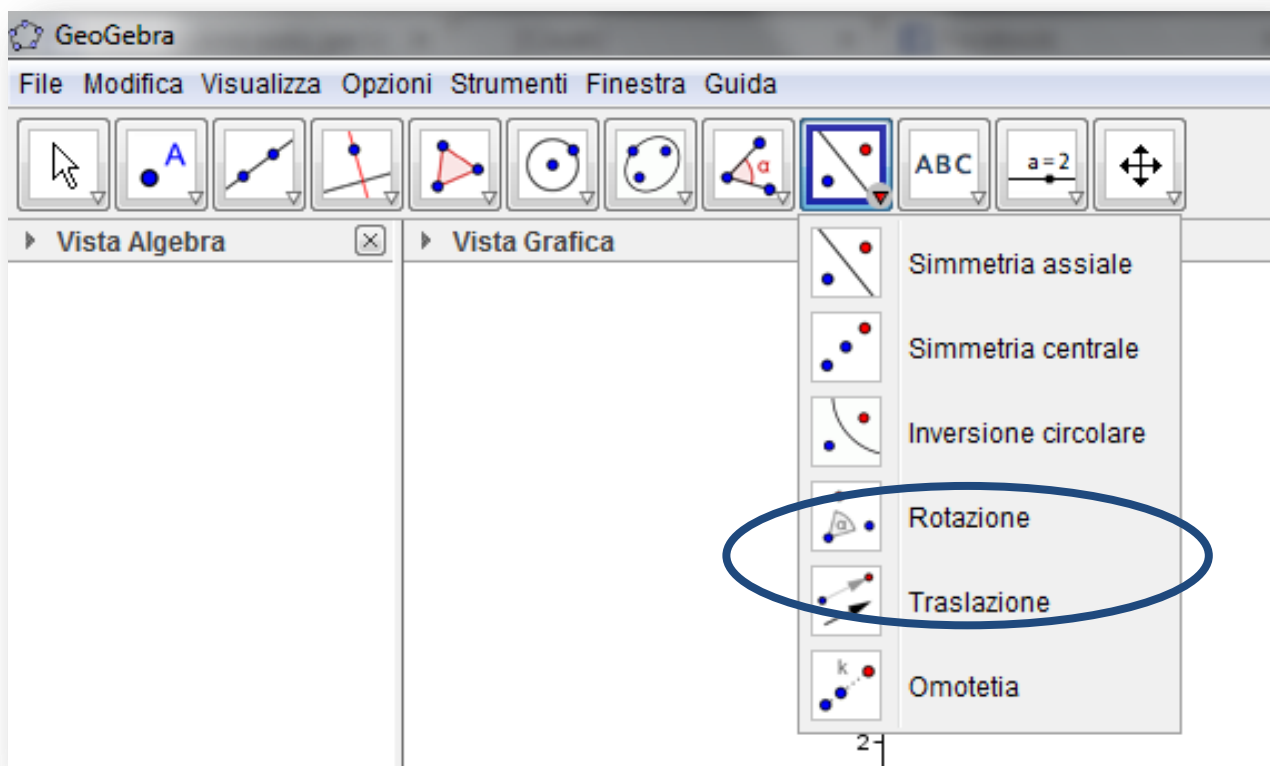 GeoGebra
File Modifica Visualizza Opzioni Strumenti Finestra Guida
A α ABC a=2
Vista Algebra Vista Grafica
Simmetria assiale
Simmetria centrale
Inversione circolare
α Rotazione
Traslazione
k Omotetia
2